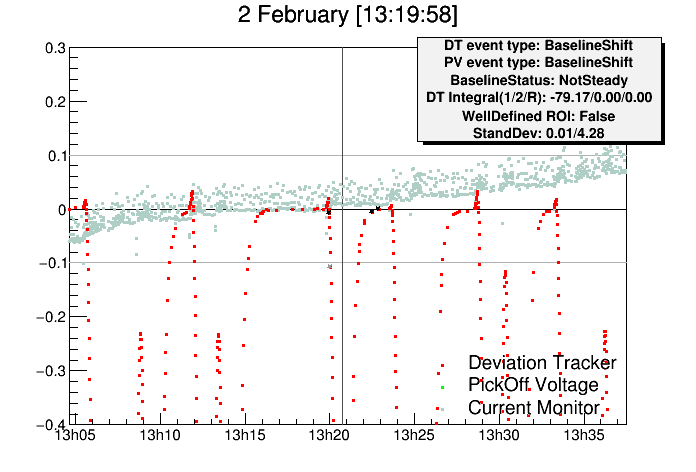 2 February [13:19:58]
DT event type: BaselineShift
PV event type: BaselineShift
BaselineStatus: NotSteady
DT Integral(1/2/R): -79.17/0.00/0.00
WellDefined ROI: False
StandDev: 0.01/4.28
0.3
0.2
0.1
0
−0.1
−0.2
−0.3
−0.4
Deviation Tracker
PickOff Voltage
Current Monitor
13h05 13h10 13h15 13h20 13h25 13h30 13h35